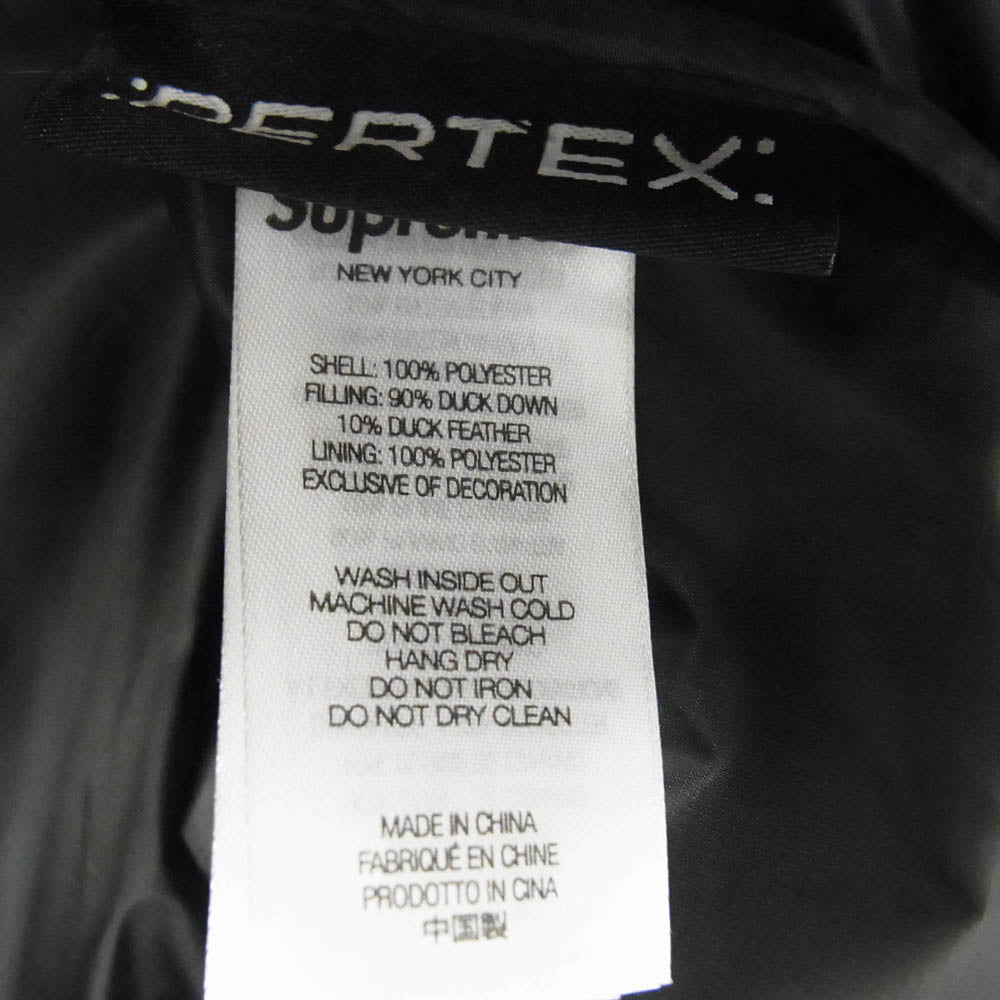 PERTEX:
Supreme
NEW YORK CITY
SHELL: 100% POLYESTER
FILLING: 90% DUCK DOWN
10% DUCK FEATHER
LINING: 100% POLYESTER
EXCLUSIVE OF DECORATION
WASH INSIDE OUT
MACHINE WASH COLD
DO NOT BLEACH
HANG DRY
DO NOT IRON
DO NOT DRY CLEAN
MADE IN CHINA
FABRIQUÉ EN CHINE
PRODOTTO IN CINA
中国製